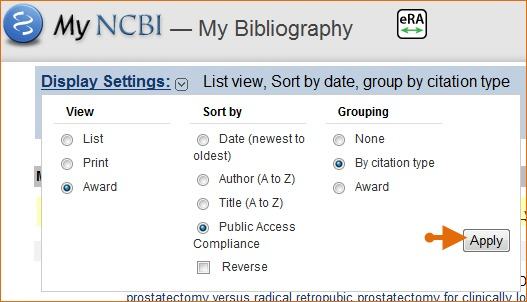 My NCBI — My Bibliography
eRA
Display Settings: List view, Sort by date, group by citation type
View
Sort by
Grouping
List
Print
Award
Date (newest to
oldest)
Author (A to Z)
Title (A to Z)
Public Access
Compliance
Reverse
None
By citation type
Award
Apply
prostatectomy versus radical retropubic prostatectomy for clinically lo